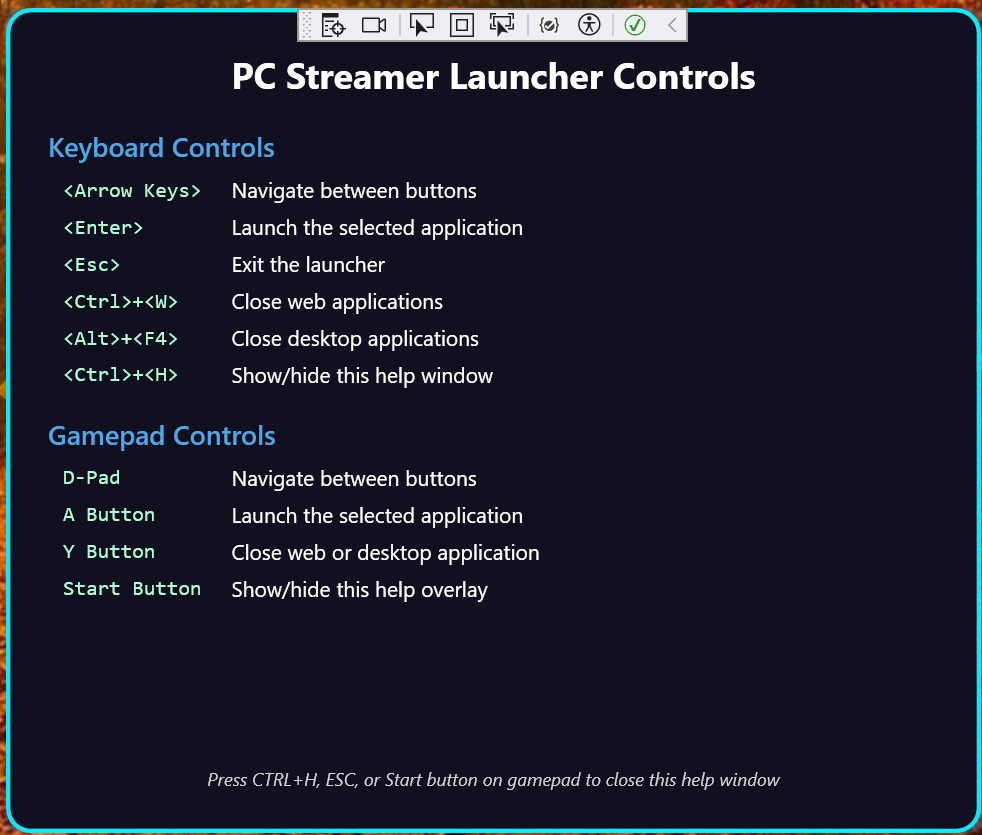 PC Streamer Launcher Controls
Keyboard Controls
<Arrow Keys> Navigate between buttons
<Enter> Launch the selected application
<Esc> Exit the launcher
<Ctrl>+<W> Close web applications
<Alt>+<F4> Close desktop applications
<Ctrl>+<H> Show/hide this help window
Gamepad Controls
D-Pad Navigate between buttons
A Button Launch the selected application
Y Button Close web or desktop application
Start Button Show/hide this help overlay
Press CTRL+H, ESC, or Start button on gamepad to close this help window